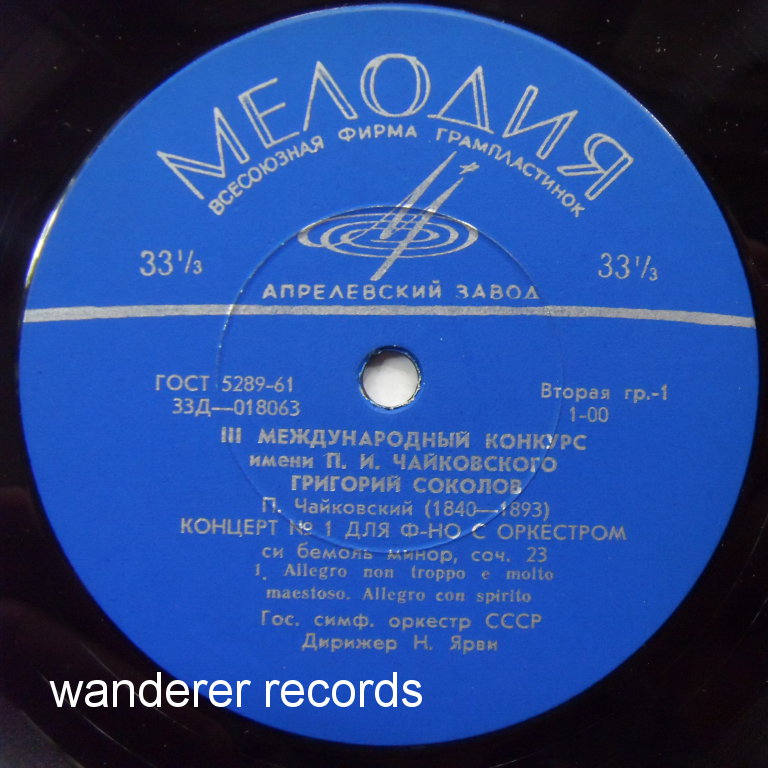 МЕЛОДИЯ
ВСЕСОЮЗНАЯ ФИРМА ГРАМПЛАСТИНОК
33⅓ 33⅓
АПРЕЛЕВСКИЙ ЗАВОД
ГОСТ 5289-61
Вторая гр.-1
33Д—018063
1-00
III МЕЖДУНАРОДНЫЙ КОНКУРС
имени П. И. ЧАЙКОВСКОГО
ГРИГОРИЙ СОКОЛОВ
П. Чайковский (1840—1893)
КОНЦЕРТ № 1 ДЛЯ Ф-НО С ОРКЕСТРОМ
си бемоль минор, соч. 23
1. Allegro non troppo e molto
maestoso. Allegro con spirito
Гос. симф. оркестр СССР
Дирижер Н. Ярви
wanderer records